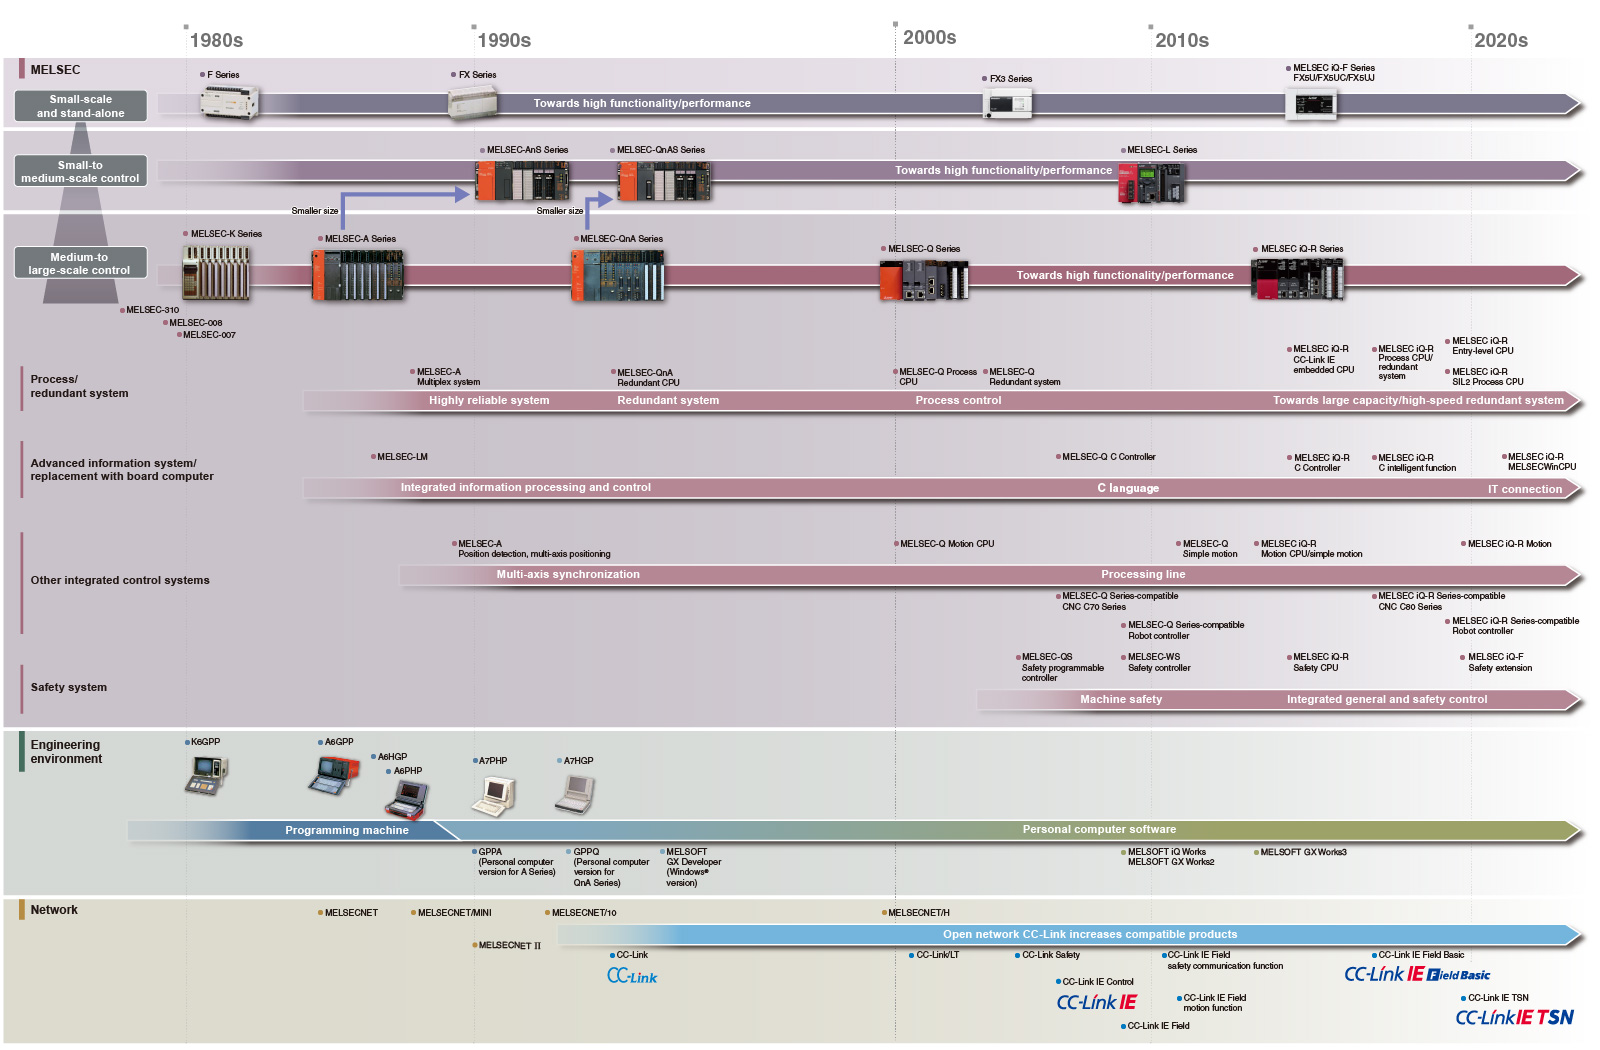 1980s
1990s
2000s
2010s
2020s
MELSEC
F Series
FX Series
FX3 Series
MELSEC iQ-F Series
FX5U/FX5UC/FX5UJ
Small-scale
and stand-alone
Towards high functionality/performance
Small-to
medium-scale control
MELSEC-AnS Series
MELSEC-QnAS Series
MELSEC-L Series
Towards high functionality/performance
Smaller size
Smaller size
Medium-to
large-scale control
MELSEC-K Series
MELSEC-A Series
MELSEC-QnA Series
MELSEC-Q Series
MELSEC iQ-R Series
Towards high functionality/performance
MELSEC-310
MELSEC-008
MELSEC-007
Process/
redundant system
MELSEC-A
Multiplex system
MELSEC-QnA
Redundant CPU
MELSEC-Q Process
CPU
MELSEC-Q
Redundant system
MELSEC iQ-R
CC-Link IE
embedded CPU
MELSEC iQ-R
Process CPU/
redundant
system
MELSEC iQ-R
Entry-level CPU
MELSEC iQ-R
SIL2 Process CPU
Highly reliable system
Redundant system
Process control
Towards large capacity/high-speed redundant system
Advanced information system/
replacement with board computer
MELSEC-LM
MELSEC-Q C Controller
MELSEC iQ-R
C Controller
MELSEC iQ-R
C intelligent function
MELSEC iQ-R
MELSECWinCPU
Integrated information processing and control
C language
IT connection
Other integrated control systems
MELSEC-A
Position detection, multi-axis positioning
MELSEC-Q Motion CPU
MELSEC-Q
Simple motion
MELSEC iQ-R
Motion CPU/simple motion
MELSEC iQ-R Motion
Multi-axis synchronization
Processing line
MELSEC-Q Series-compatible
CNC C70 Series
MELSEC iQ-R Series-compatible
CNC C80 Series
MELSEC-Q Series-compatible
Robot controller
MELSEC iQ-R Series-compatible
Robot controller
Safety system
MELSEC-QS
Safety programmable
controller
MELSEC-WS
Safety controller
MELSEC iQ-R
Safety CPU
MELSEC iQ-F
Safety extension
Machine safety
Integrated general and safety control
Engineering
environment
K6GPP
A6GPP
A6HGP
A6PHP
A7PHP
A7HGP
Programming machine
Personal computer software
GPPA
(Personal computer
version for A Series)
GPPQ
(Personal computer
version for
QnA Series)
MELSOFT
GX Developer
(Windows®
version)
MELSOFT iQ Works
MELSOFT GX Works2
MELSOFT GX Works3
Network
MELSECNET
MELSECNET/MINI
MELSECNET/10
MELSECNET/H
MELSECNET II
Open network CC-Link increases compatible products
CC-Link
CC-Link
CC-Link/LT
CC-Link Safety
CC-Link IE Field
safety communication function
CC-Link IE Field Basic
CC-Link IE Field Basic
CC-Link IE Control
CC-Link IE
CC-Link IE Field
motion function
CC-Link IE TSN
CC-Link IE TSN
CC-Link IE Field